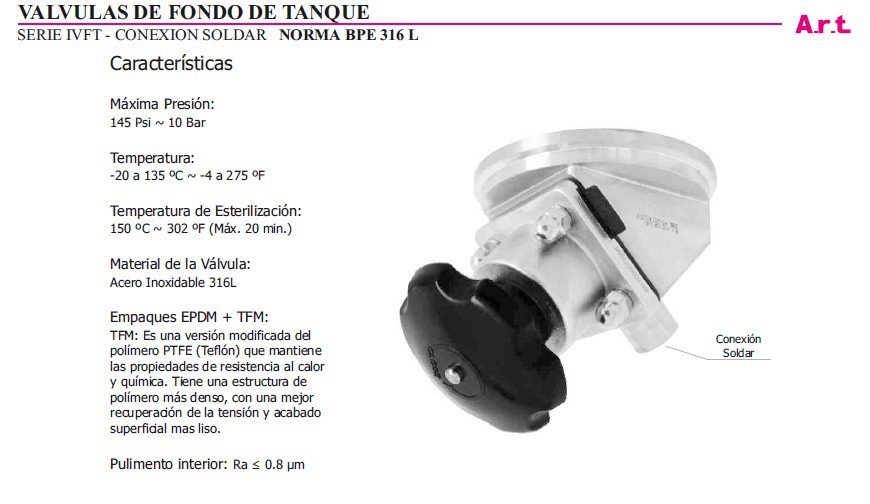 VALVULAS DE FONDO DE TANQUE
SERIE IVFT - CONEXION SOLDAR NORMA BPE 316 L
A.r.t.
Características
Máxima Presión:
145 Psi ~ 10 Bar
Temperatura:
-20 a 135 ºC ~ -4 a 275 ºF
Temperatura de Esterilización:
150 ºC ~ 302 ºF (Máx. 20 min.)
Material de la Válvula:
Acero Inoxidable 316L
Empaques EPDM + TFM:
TFM: Es una versión modificada del
polímero PTFE (Teflón) que mantiene
las propiedades de resistencia al calor
y química. Tiene una estructura de
polímero más denso, con una mejor
recuperación de la tensión y acabado
superficial mas liso.
Pulimento interior: Ra ≤ 0.8 µm
Conexión
Soldar
CLOSE